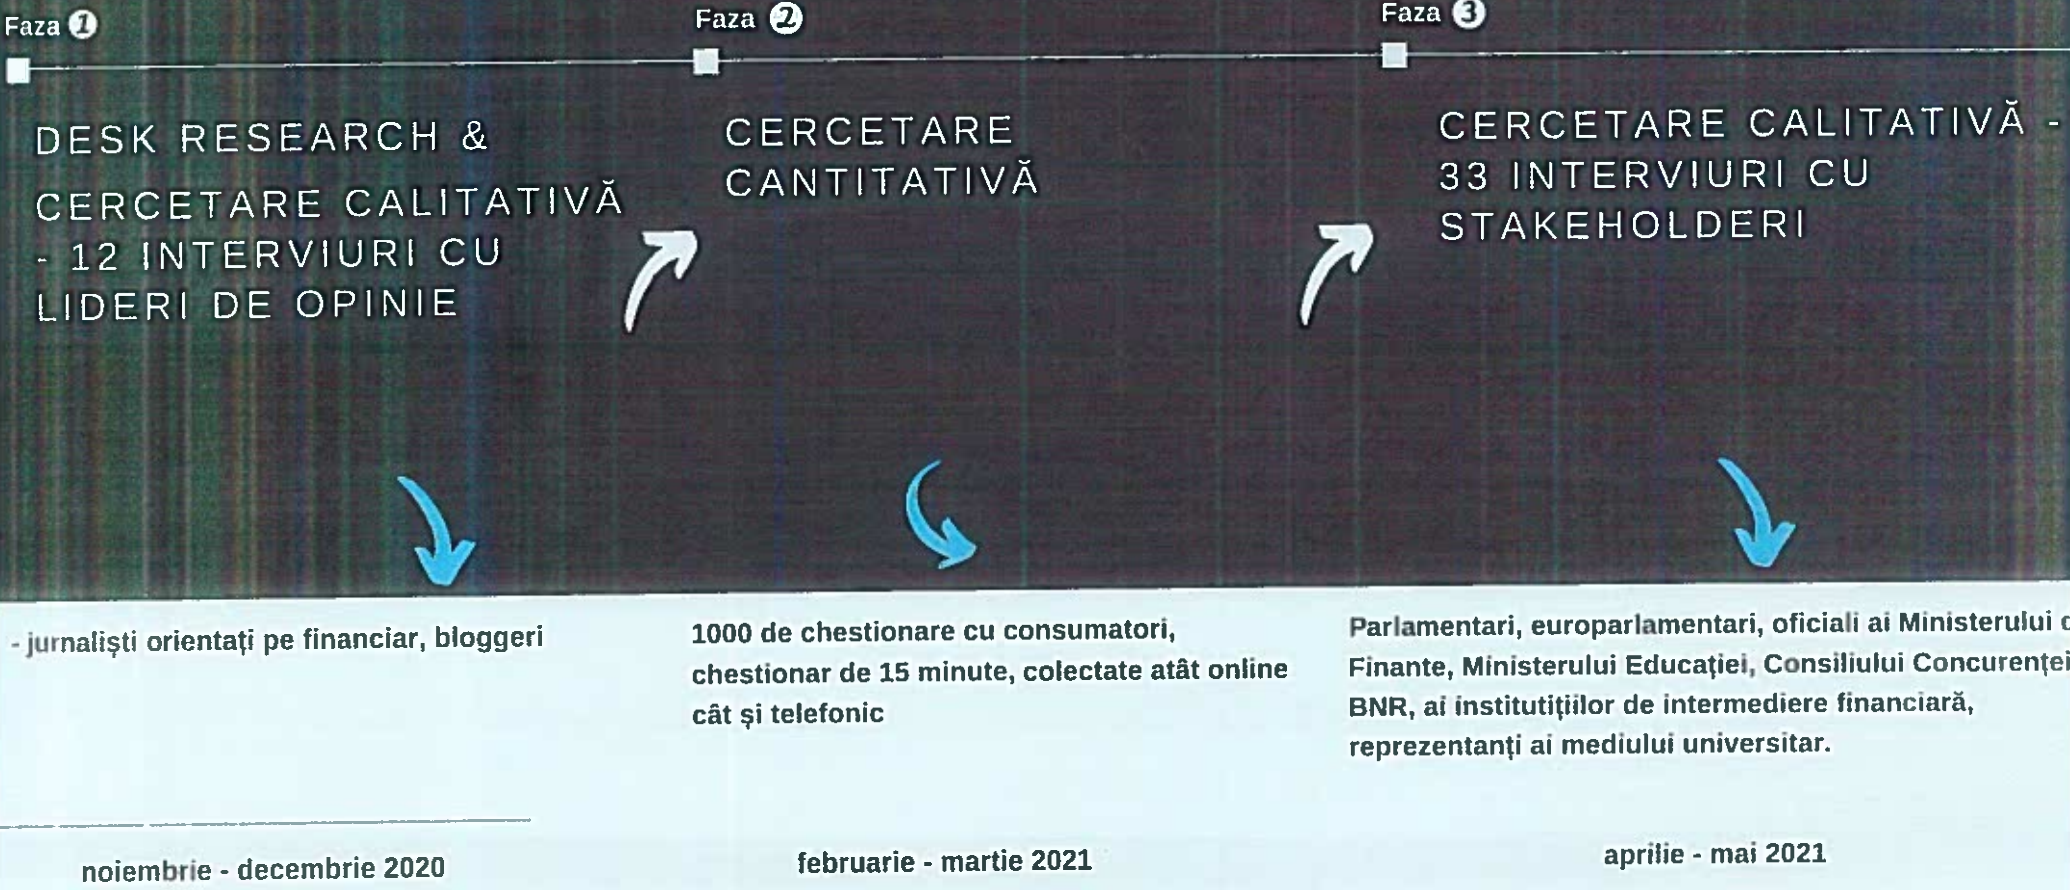 Faza 1
DESK RESEARCH &
CERCETARE CALITATIVĂ
- 12 INTERVIURI CU
LIDERI DE OPINIE
- jurnaliști orientați pe financiar, bloggeri
noiembrie - decembrie 2020
Faza 2
CERCETARE
CANTITATIVĂ
1000 de chestionare cu consumatori,
chestionar de 15 minute, colectate atât online
cât și telefonic
februarie - martie 2021
Faza 3
CERCETARE CALITATIVĂ -
33 INTERVIURI CU
STAKEHOLDERI
Parlamentari, europarlamentari, oficiali ai Ministerului
Finante, Ministerului Educației, Consiliului Concurenței
BNR, ai institutițiilor de intermediere financiară,
reprezentanți ai mediului universitar.
aprilie - mai 2021